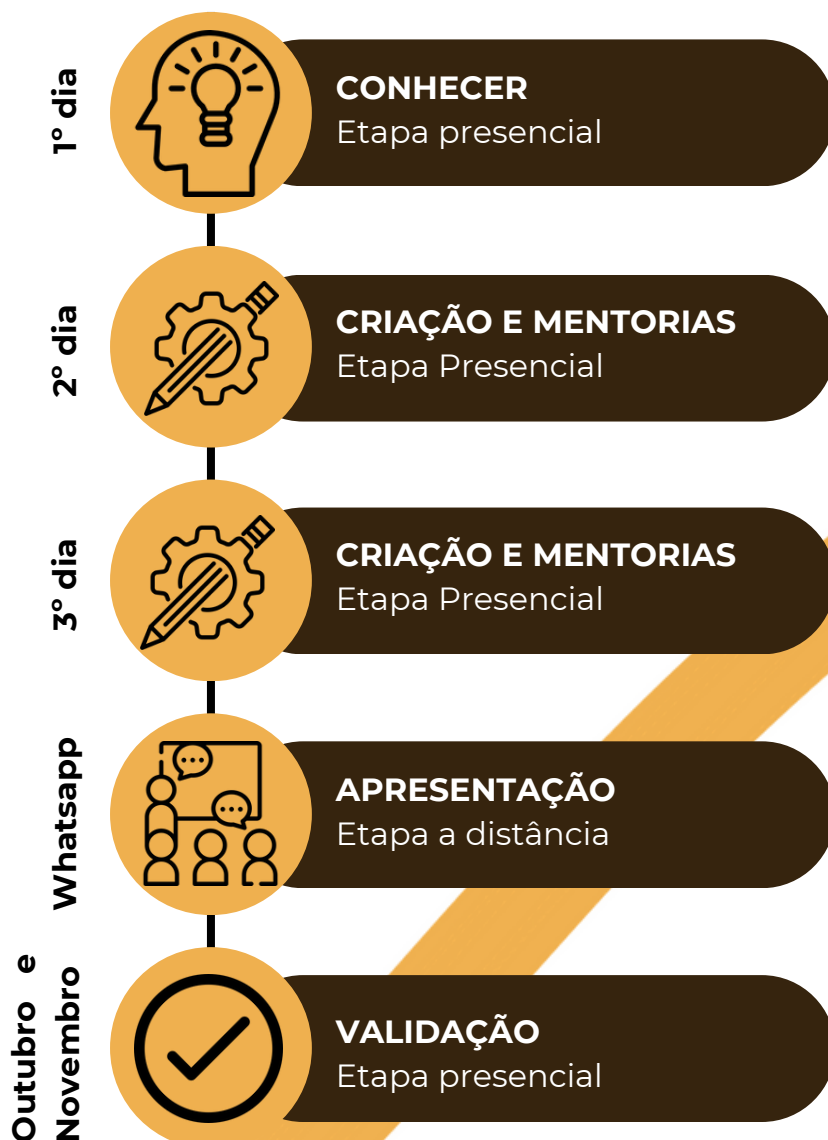 1º dia
CONHECER
Etapa presencial
2º dia
CRIAÇÃO E MENTORIAS
Etapa Presencial
3º dia
CRIAÇÃO E MENTORIAS
Etapa Presencial
Whatsapp
APRESENTAÇÃO
Etapa a distância
Outubro e
Novembro
VALIDAÇÃO
Etapa presencial